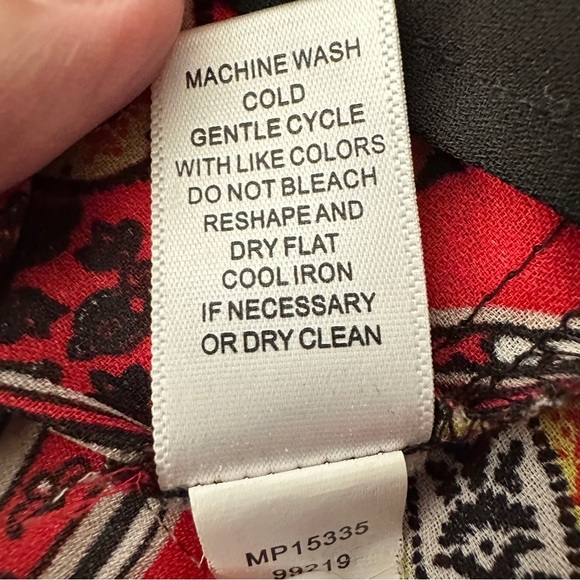 MACHINE WASH
COLD
GENTLE CYCLE
WITH LIKE COLORS
DO NOT BLEACH
RESHAPE AND
DRY FLAT
COOL IRON
IF NECESSARY
OR DRY CLEAN
MP15335
99219